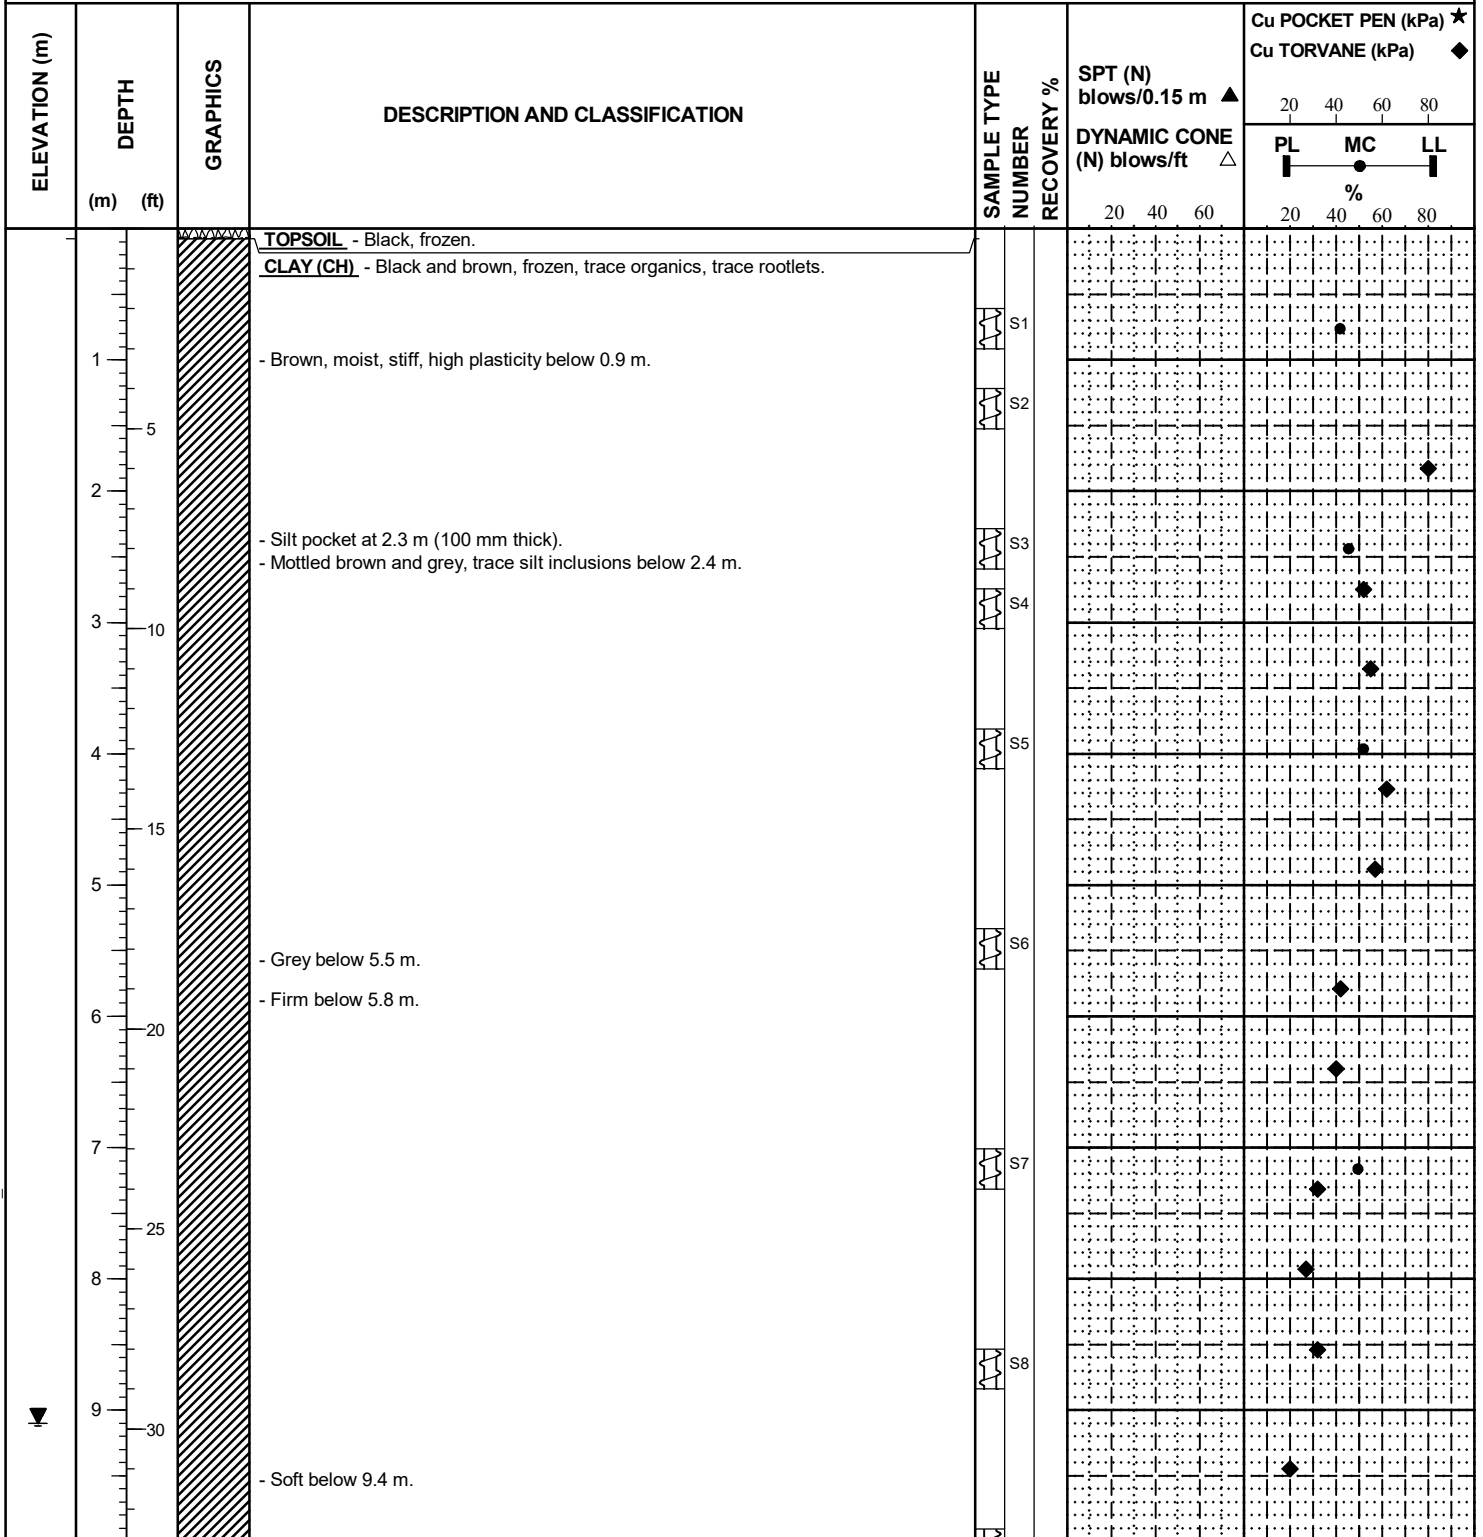 ELEVATION (m)
DEPTH
(m) (ft)
GRAPHICS
DESCRIPTION AND CLASSIFICATION
SAMPLE TYPE
NUMBER
RECOVERY %
SPT (N)
blows/0.15 m ▲
DYNAMIC CONE
(N) blows/ft △
20 40 60
Cu POCKET PEN (kPa) ★
Cu TORVANE (kPa) ◆
20 40 60 80
PL MC LL
%
20 40 60 80
TOPSOIL - Black, frozen.
CLAY (CH) - Black and brown, frozen, trace organics, trace rootlets.
S1
1
- Brown, moist, stiff, high plasticity below 0.9 m.
S2
5
2
- Silt pocket at 2.3 m (100 mm thick).
S3
- Mottled brown and grey, trace silt inclusions below 2.4 m.
S4
3
10
S5
4
15
5
S6
- Grey below 5.5 m.
- Firm below 5.8 m.
6
20
7
S7
25
8
S8
9
30
- Soft below 9.4 m.